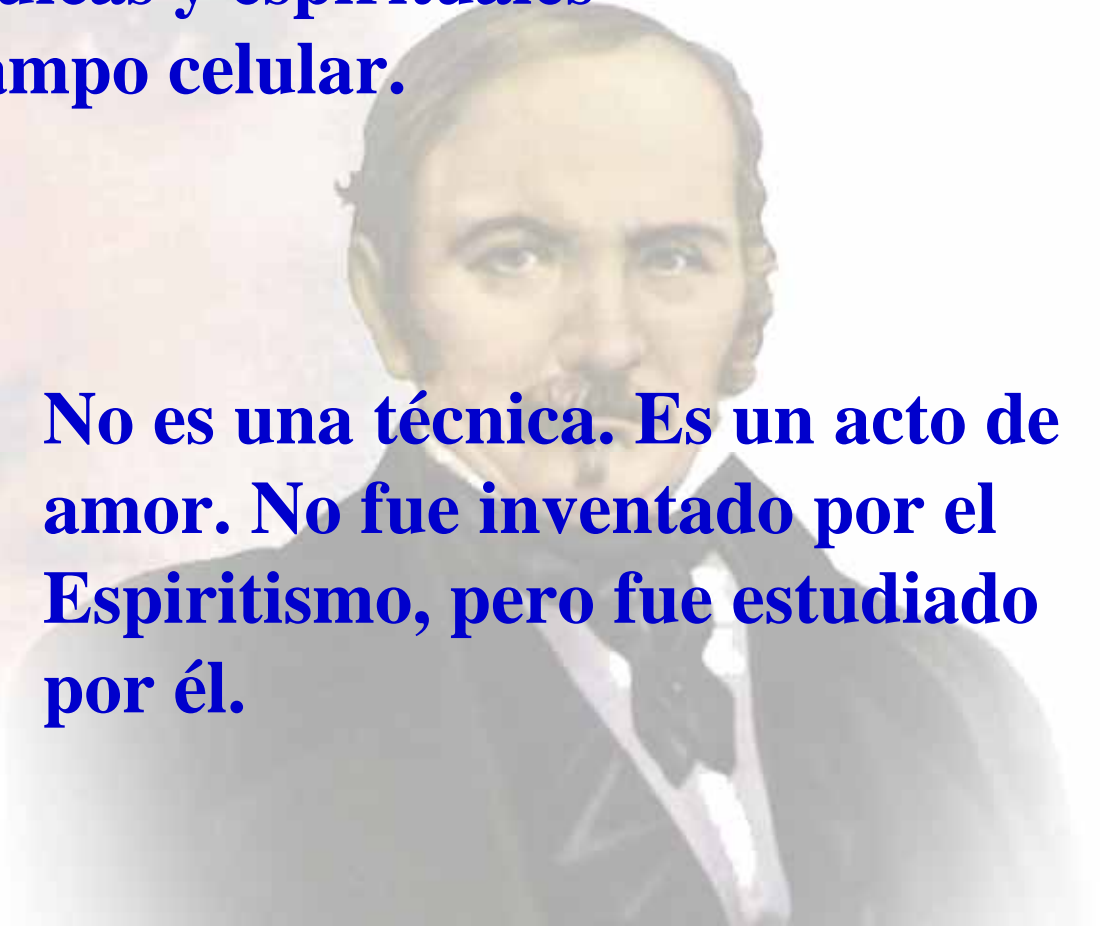 y espirituales
celular.
No es una técnica. Es un acto de
amor. No fue inventado por el
Espiritismo, pero fue estudiado
por él.